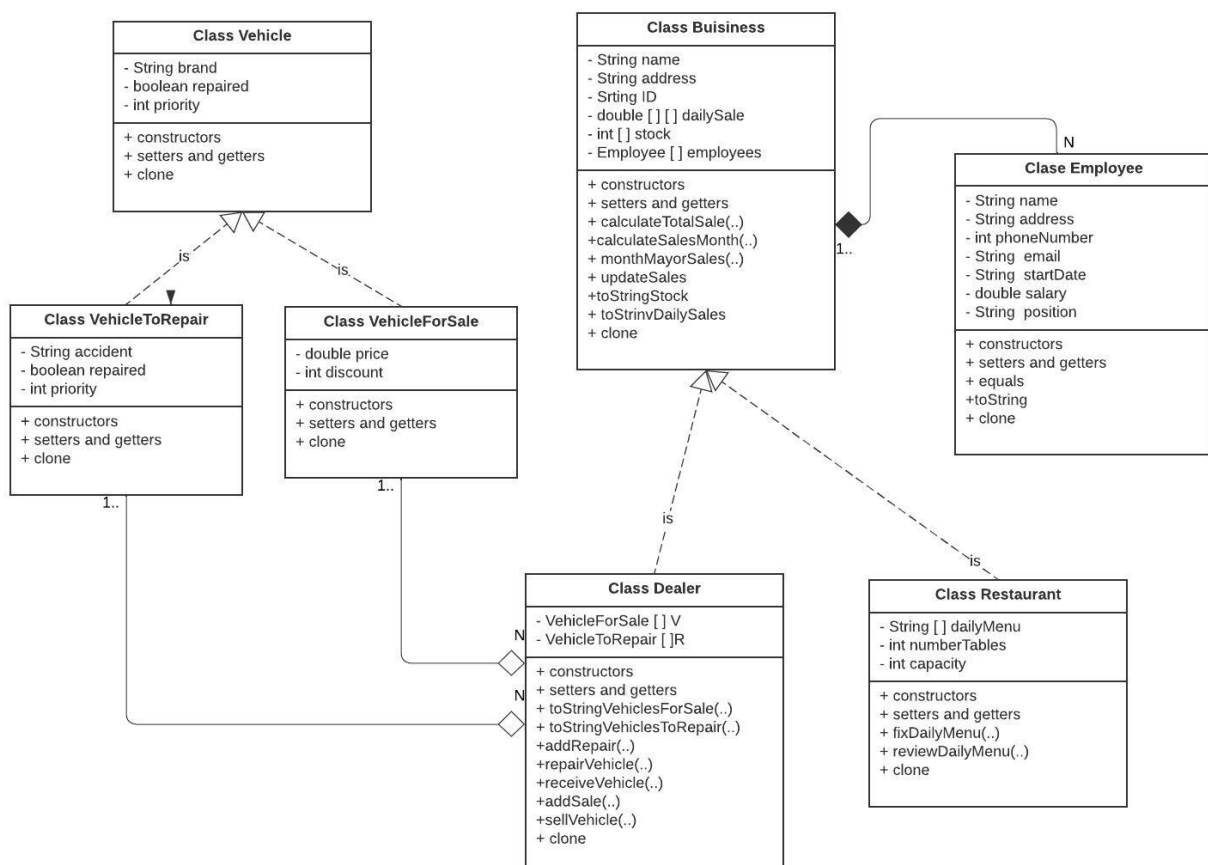 Class Vehicle
- String brand
- boolean repaired
- int priority
+ constructors
+ setters and getters
+ clone
Class Buisiness
- String name
- String address
- Srting ID
- double [ ] [ ] dailySale
- int [ ] stock
- Employee [ ] employees
+ constructors
+ setters and getters
+ calculateTotalSale(..)
+calculateSalesMonth(..)
+ monthMayorSales(..)
+ updateSales
+toStringStock
+ toStrinvDailySales
+ clone
1..
N
Clase Employee
- String name
- String address
- int phoneNumber
- String email
- String startDate
- double salary
- String position
+ constructors
+ setters and getters
+ equals
+toString
+ clone
is
is
Class VehicleToRepair
- String accident
- boolean repaired
- int priority
+ constructors
+ setters and getters
+ clone
1..
Class VehicleForSale
- double price
- int discount
+ constructors
+ setters and getters
+ clone
1..
is
is
Class Dealer
- VehicleForSale [ ] V
- VehicleToRepair [ ]R
+ constructors
+ setters and getters
+ toStringVehiclesForSale(..)
+ toStringVehiclesToRepair(..)
+addRepair(..)
+repairVehicle(..)
+receiveVehicle(..)
+addSale(..)
+sellVehicle(..)
+ clone
N
N
Class Restaurant
- String [ ] dailyMenu
- int numberTables
- int capacity
+ constructors
+ setters and getters
+ fixDailyMenu(..)
+ reviewDailyMenu(..)
+ clone